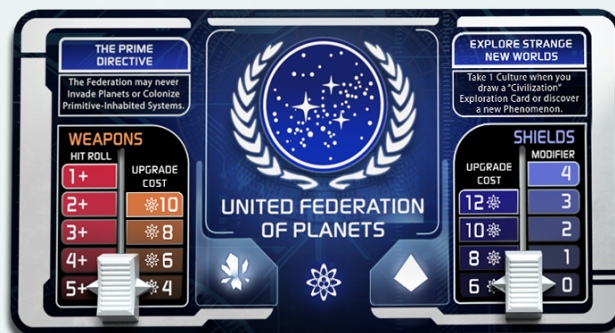 THE PRIME
DIRECTIVE
The Federation may never
Invade Planets or Colonize
Primitive-Inhabited Systems.
EXPLORE STRANGE
NEW WORLDS
Take 1 Culture when you
draw a "Civilization"
Exploration Card or discover
a new Phenomenon.
WEAPONS
HIT ROLL
UPGRADE
COST
1+
2+ 10
3+ 8
4+ 6
5+ 4
UNITED FEDERATION
OF PLANETS
SHIELDS
MODIFIER
UPGRADE
COST
4
12 3
10 2
8 1
6 0